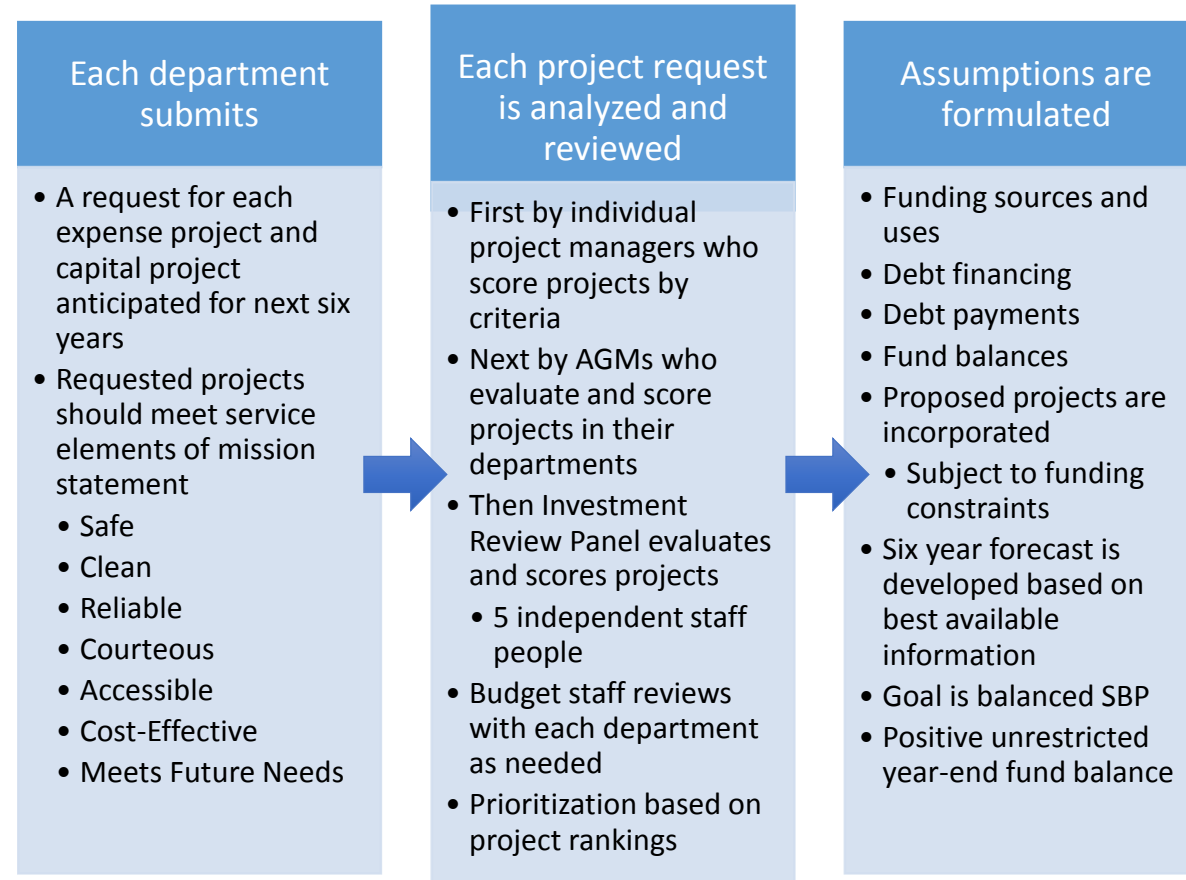 Each department
submits
• A request for each
expense project and
capital project
anticipated for next six
years
• Requested projects
should meet service
elements of mission
statement
• Safe
• Clean
• Reliable
• Courteous
• Accessible
• Cost-Effective
• Meets Future Needs
Each project request
is analyzed and
reviewed
• First by individual
project managers who
score projects by
criteria
• Next by AGMs who
evaluate and score
projects in their
departments
• Then Investment
Review Panel evaluates
and scores projects
• 5 independent staff
people
• Budget staff reviews
with each department
as needed
• Prioritization based on
project rankings
Assumptions are
formulated
• Funding sources and
uses
• Debt financing
• Debt payments
• Fund balances
• Proposed projects are
incorporated
• Subject to funding
constraints
• Six year forecast is
developed based on
best available
information
• Goal is balanced SBP
• Positive unrestricted
year-end fund balance